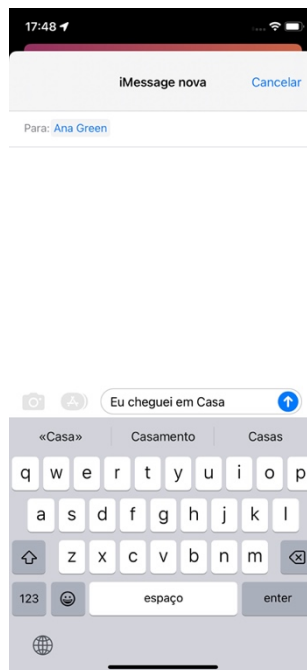 17:48
iMessage nova Cancelar
Para: Ana Green
Eu cheguei em Casa
«Casa» Casamento Casas
q w e r t y u i o p
a s d f g h j k l
z x c v b n m
123 espaço enter